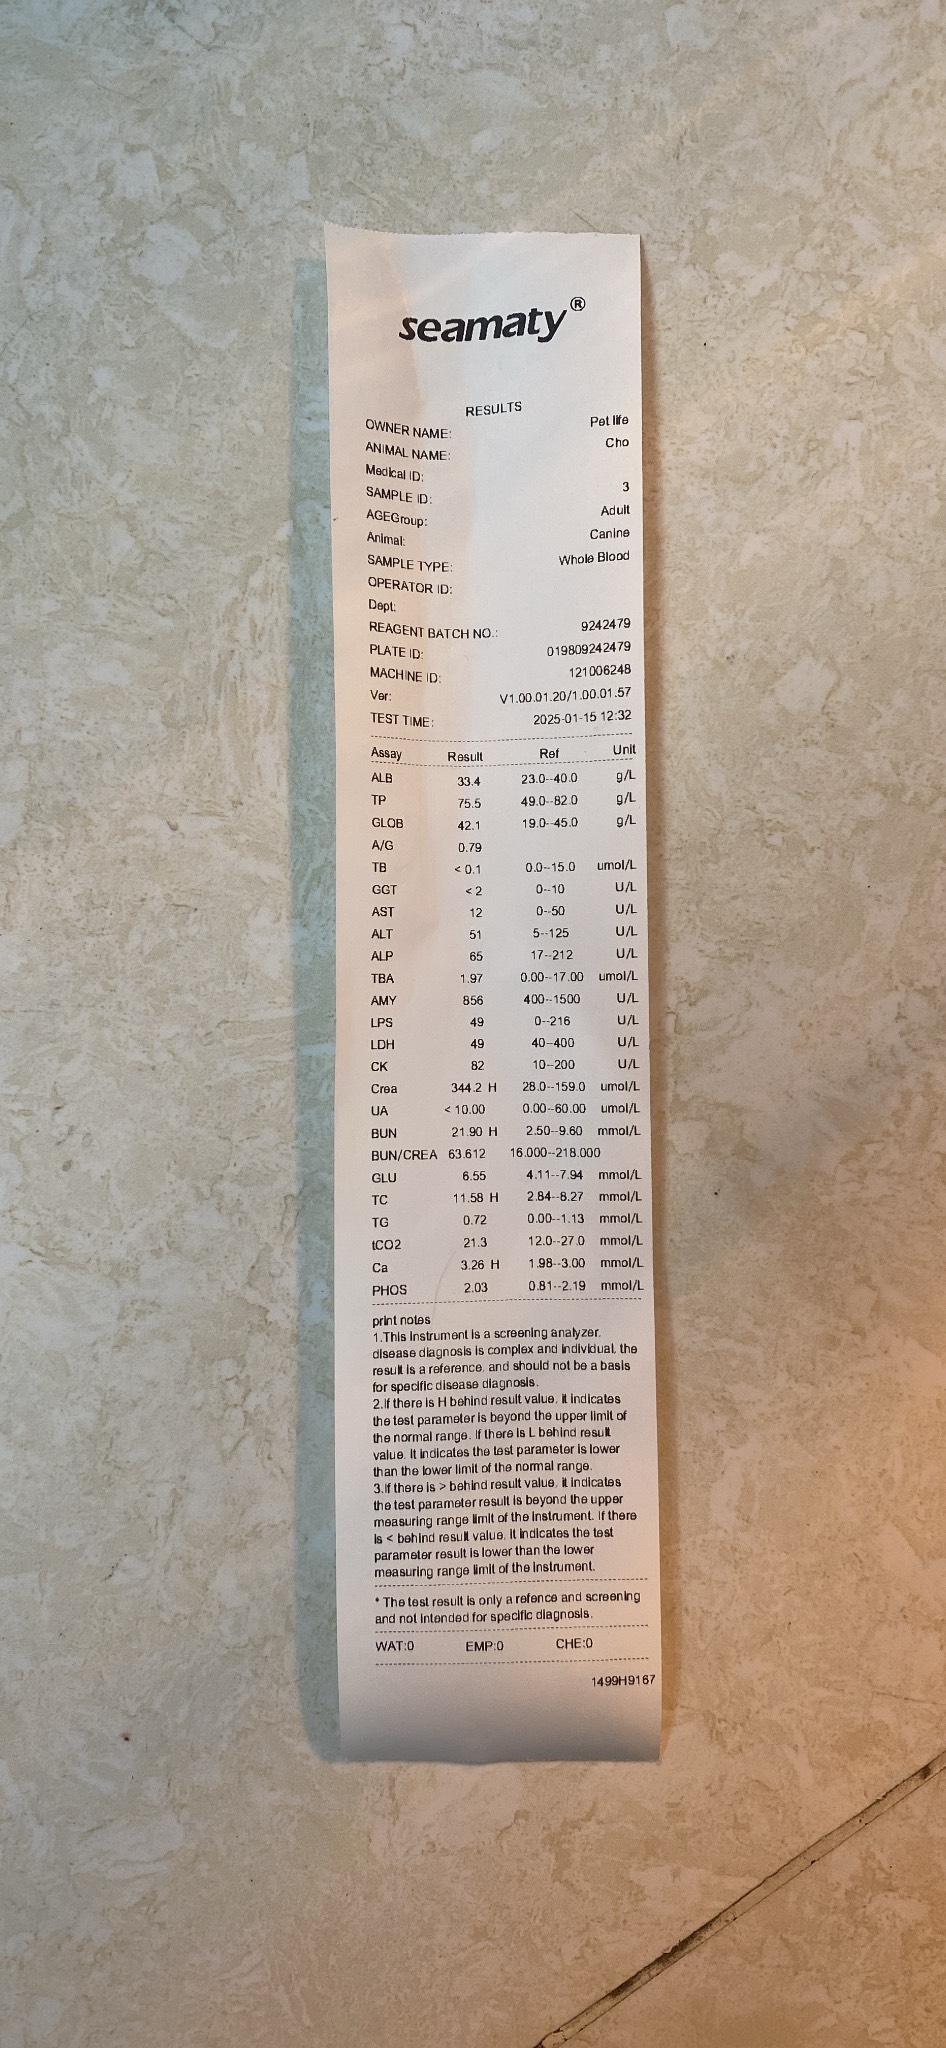 seamaty®
RESULTS
OWNER NAME: Pet life
ANIMAL NAME: Cho
Medical ID:
SAMPLE ID: 3
AGEGroup: Adult
Animal: Canine
SAMPLE TYPE: Whole Blood
OPERATOR ID:
Dept:
REAGENT BATCH NO.: 9242479
PLATE ID: 019809242479
MACHINE ID: 121006248
Ver: V1.00.01.20/1.00.01.57
TEST TIME: 2025-01-15 12:32
Assay Result Ref Unit
ALB 33.4 23.0--40.0 g/L
TP 75.5 49.0--82.0 g/L
GLOB 42.1 19.0--45.0 g/L
A/G 0.79
TB < 0.1 0.0--15.0 umol/L
GGT < 2 0--10 U/L
AST 12 0--50 U/L
ALT 51 5--125 U/L
ALP 65 17--212 U/L
TBA 1.97 0.00--17.00 umol/L
AMY 856 400--1500 U/L
LPS 49 0--216 U/L
LDH 49 40--400 U/L
CK 82 10--200 U/L
Crea 344.2 H 28.0--159.0 umol/L
UA < 10.00 0.00--60.00 umol/L
BUN 21.90 H 2.50--9.60 mmol/L
BUN/CREA 63.612 16.000--218.000
GLU 6.55 4.11--7.94 mmol/L
TC 11.58 H 2.84--8.27 mmol/L
TG 0.72 0.00--1.13 mmol/L
tCO2 21.3 12.0--27.0 mmol/L
Ca 3.26 H 1.98--3.00 mmol/L
PHOS 2.03 0.81--2.19 mmol/L
print notes
1.This instrument is a screening analyzer,
disease diagnosis is complex and individual, the
result is a reference, and should not be a basis
for specific disease diagnosis.
2.If there is H behind result value, it indicates
the test parameter is beyond the upper limit of
the normal range. If there is L behind result
value, it indicates the test parameter is lower
than the lower limit of the normal range.
3.If there is > behind result value, it indicates
the test parameter result is beyond the upper
measuring range limit of the instrument. If there
is < behind result value, it indicates the test
parameter result is lower than the lower
measuring range limit of the instrument.
* The test result is only a refence and screening
and not intended for specific diagnosis.
WAT:0 EMP:0 CHE:0
1499H9167